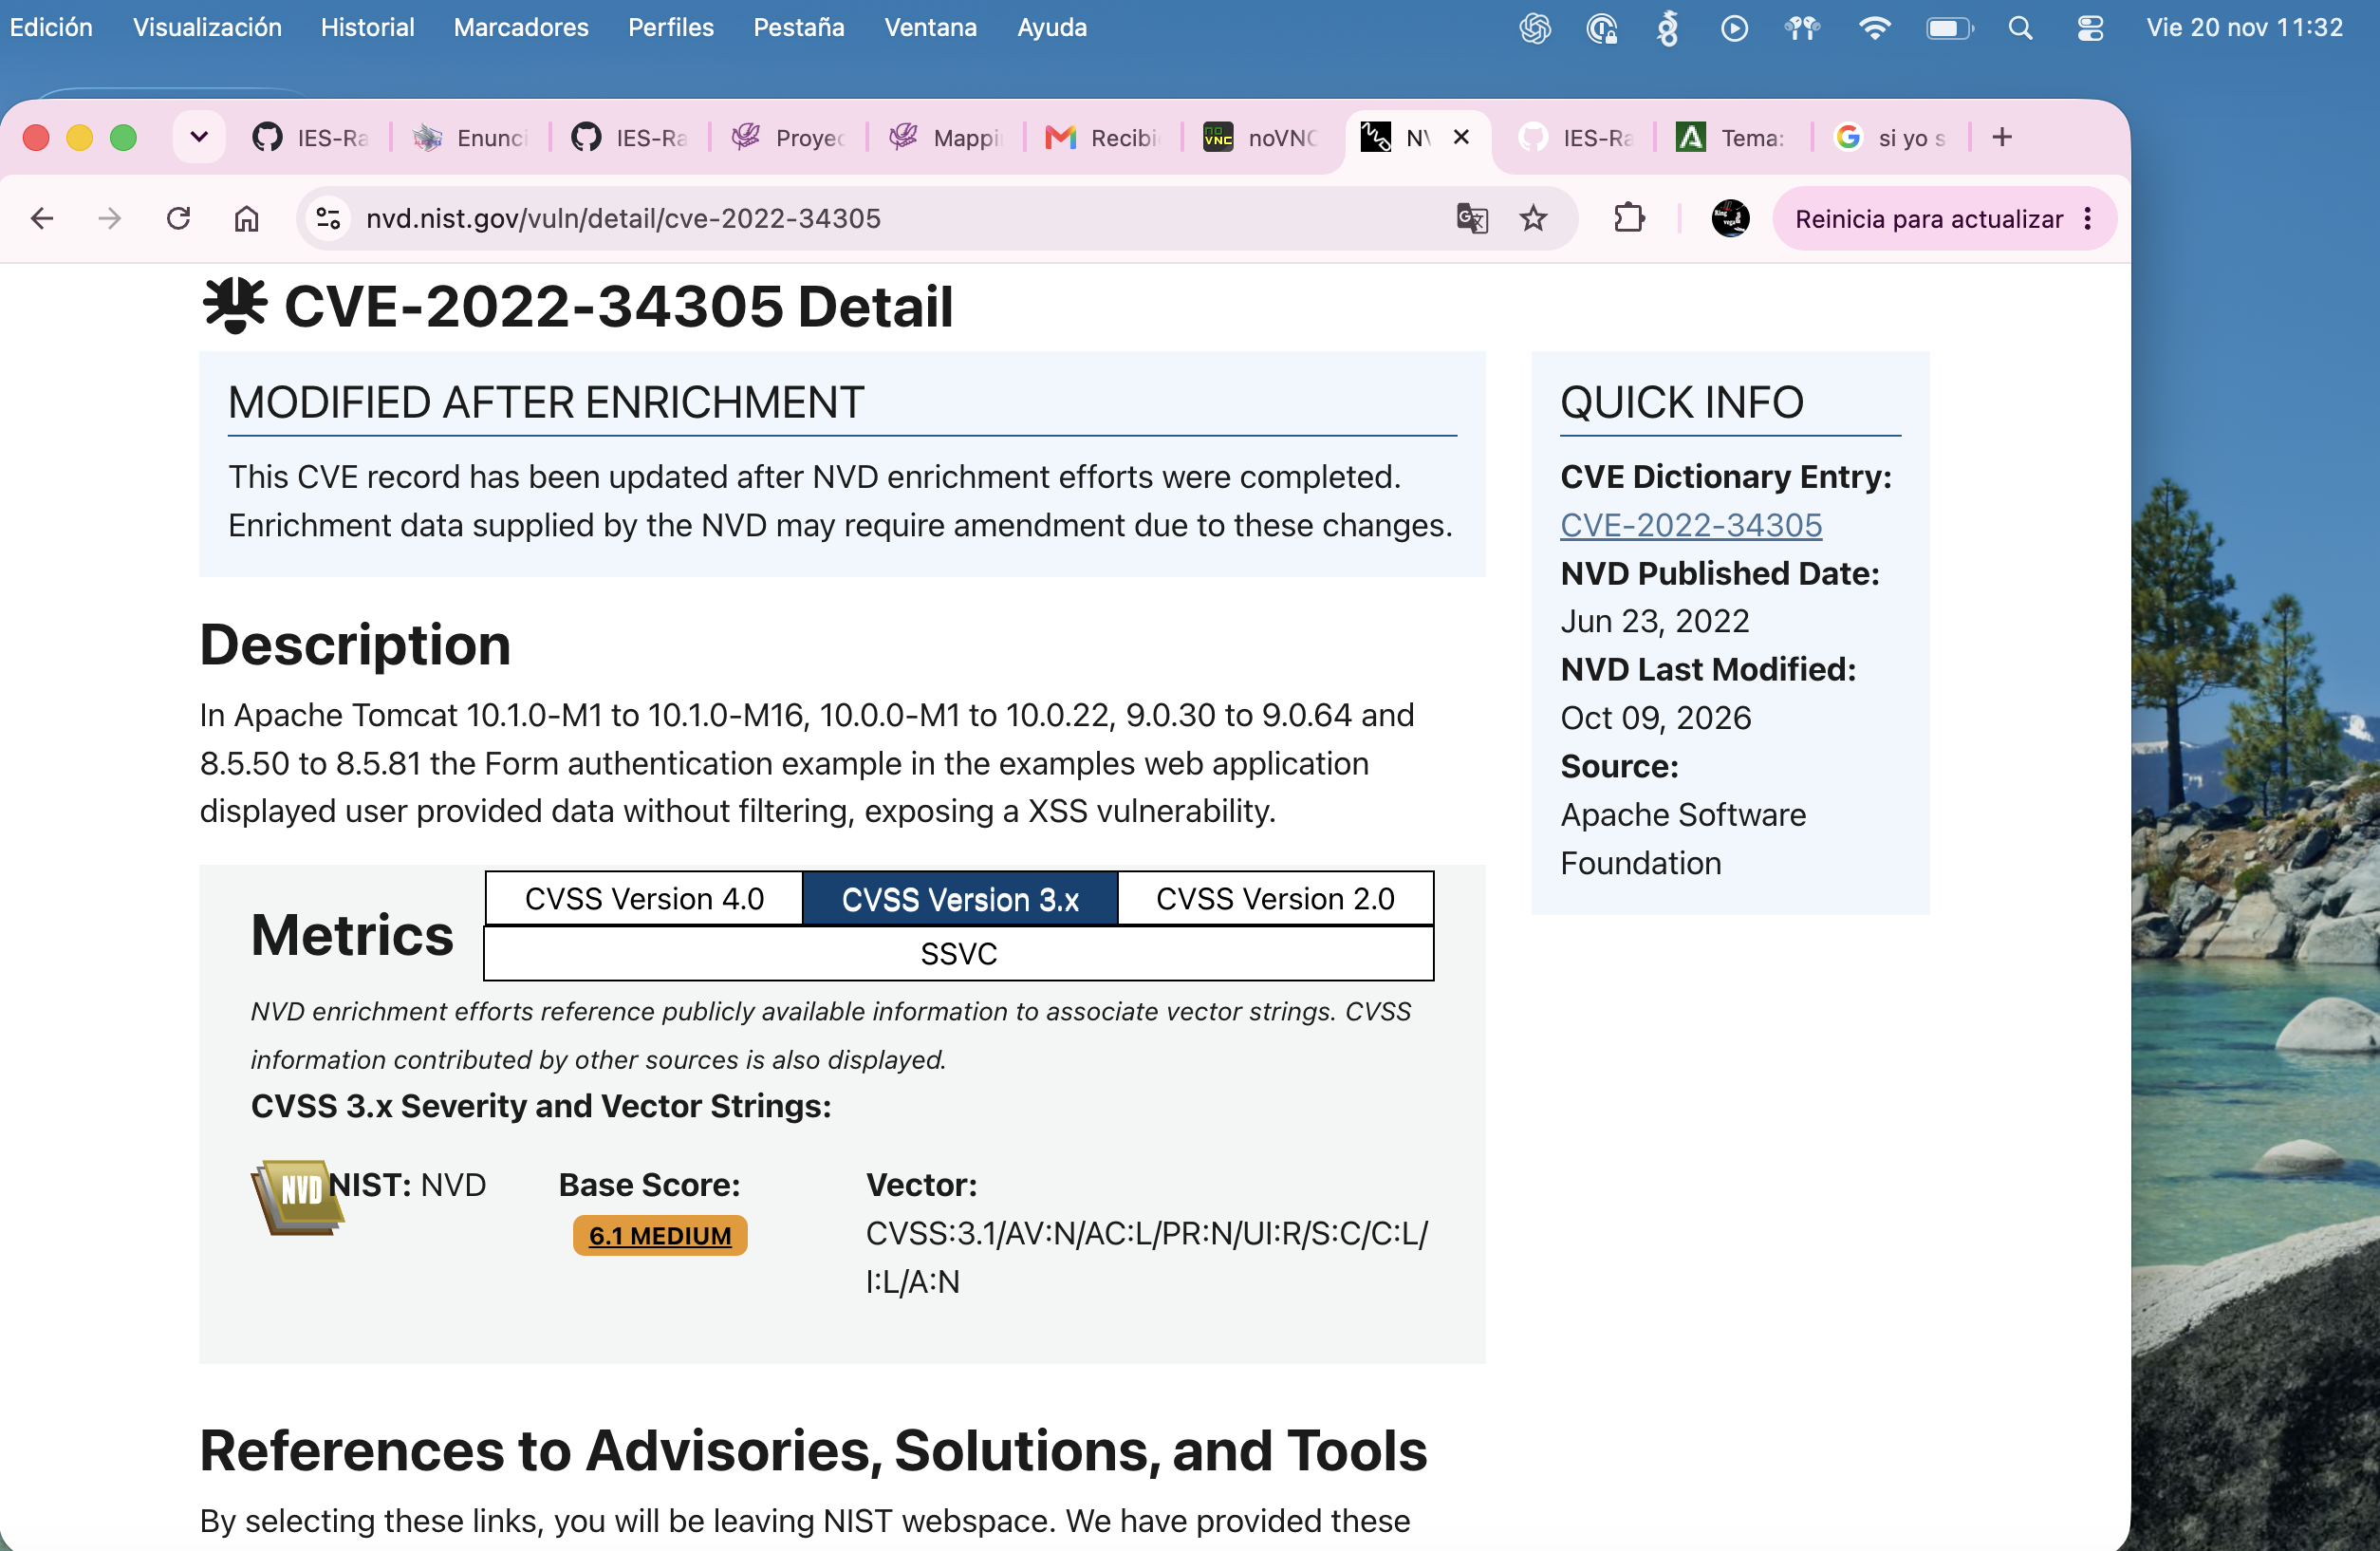 Edición Visualización Historial Marcadores Perfiles Pestaña Ventana Ayuda Vie 20 nov 11:32
IES-Ra Enunci IES-Ra Proyec Mappi Recibi noVNC NV IES-Ra Tema: si yo s
nvd.nist.gov/vuln/detail/cve-2022-34305 Reinicia para actualizar
CVE-2022-34305 Detail
MODIFIED AFTER ENRICHMENT
This CVE record has been updated after NVD enrichment efforts were completed.
Enrichment data supplied by the NVD may require amendment due to these changes.
Description
In Apache Tomcat 10.1.0-M1 to 10.1.0-M16, 10.0.0-M1 to 10.0.22, 9.0.30 to 9.0.64 and
8.5.50 to 8.5.81 the Form authentication example in the examples web application
displayed user provided data without filtering, exposing a XSS vulnerability.
Metrics
CVSS Version 4.0 CVSS Version 3.x CVSS Version 2.0
SSVC
NVD enrichment efforts reference publicly available information to associate vector strings. CVSS
information contributed by other sources is also displayed.
CVSS 3.x Severity and Vector Strings:
NVD NIST: NVD
Base Score:
6.1 MEDIUM
Vector:
CVSS:3.1/AV:N/AC:L/PR:N/UI:R/S:C/C:L/
I:L/A:N
References to Advisories, Solutions, and Tools
By selecting these links, you will be leaving NIST webspace. We have provided these
QUICK INFO
CVE Dictionary Entry:
CVE-2022-34305
NVD Published Date:
Jun 23, 2022
NVD Last Modified:
Oct 09, 2026
Source:
Apache Software
Foundation